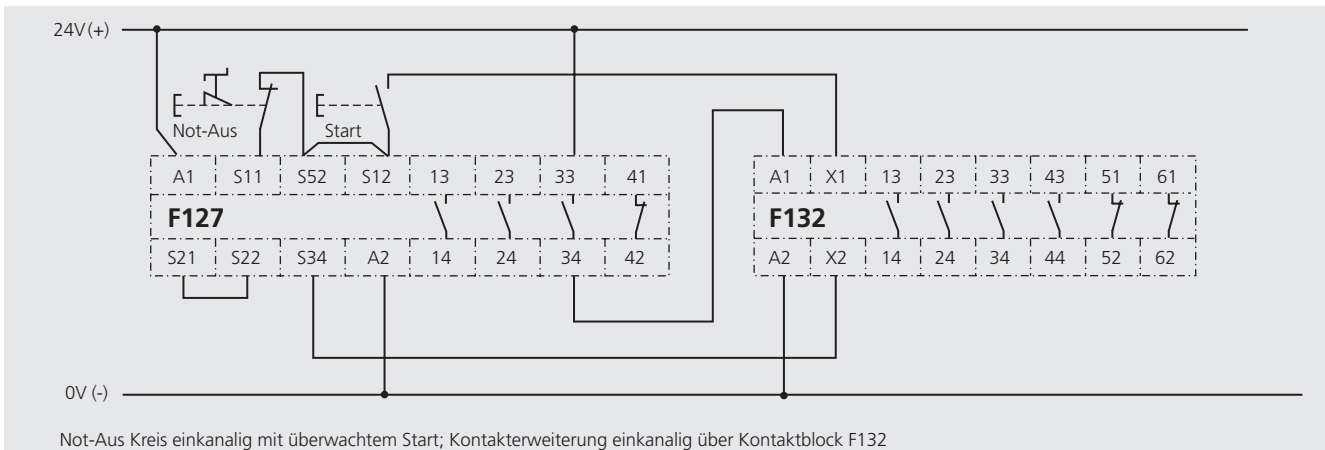 24V(+)
Not-Aus
Start
A1 S11 S52 S12 13 23 33 41
F127
S21 S22 S34 A2 14 24 34 42
A1 X1 13 23 33 43 51 61
F132
A2 X2 14 24 34 44 52 62
0V (-)
Not-Aus Kreis einkanalig mit überwachtem Start; Kontakterweiterung einkanalig über Kontaktblock F132